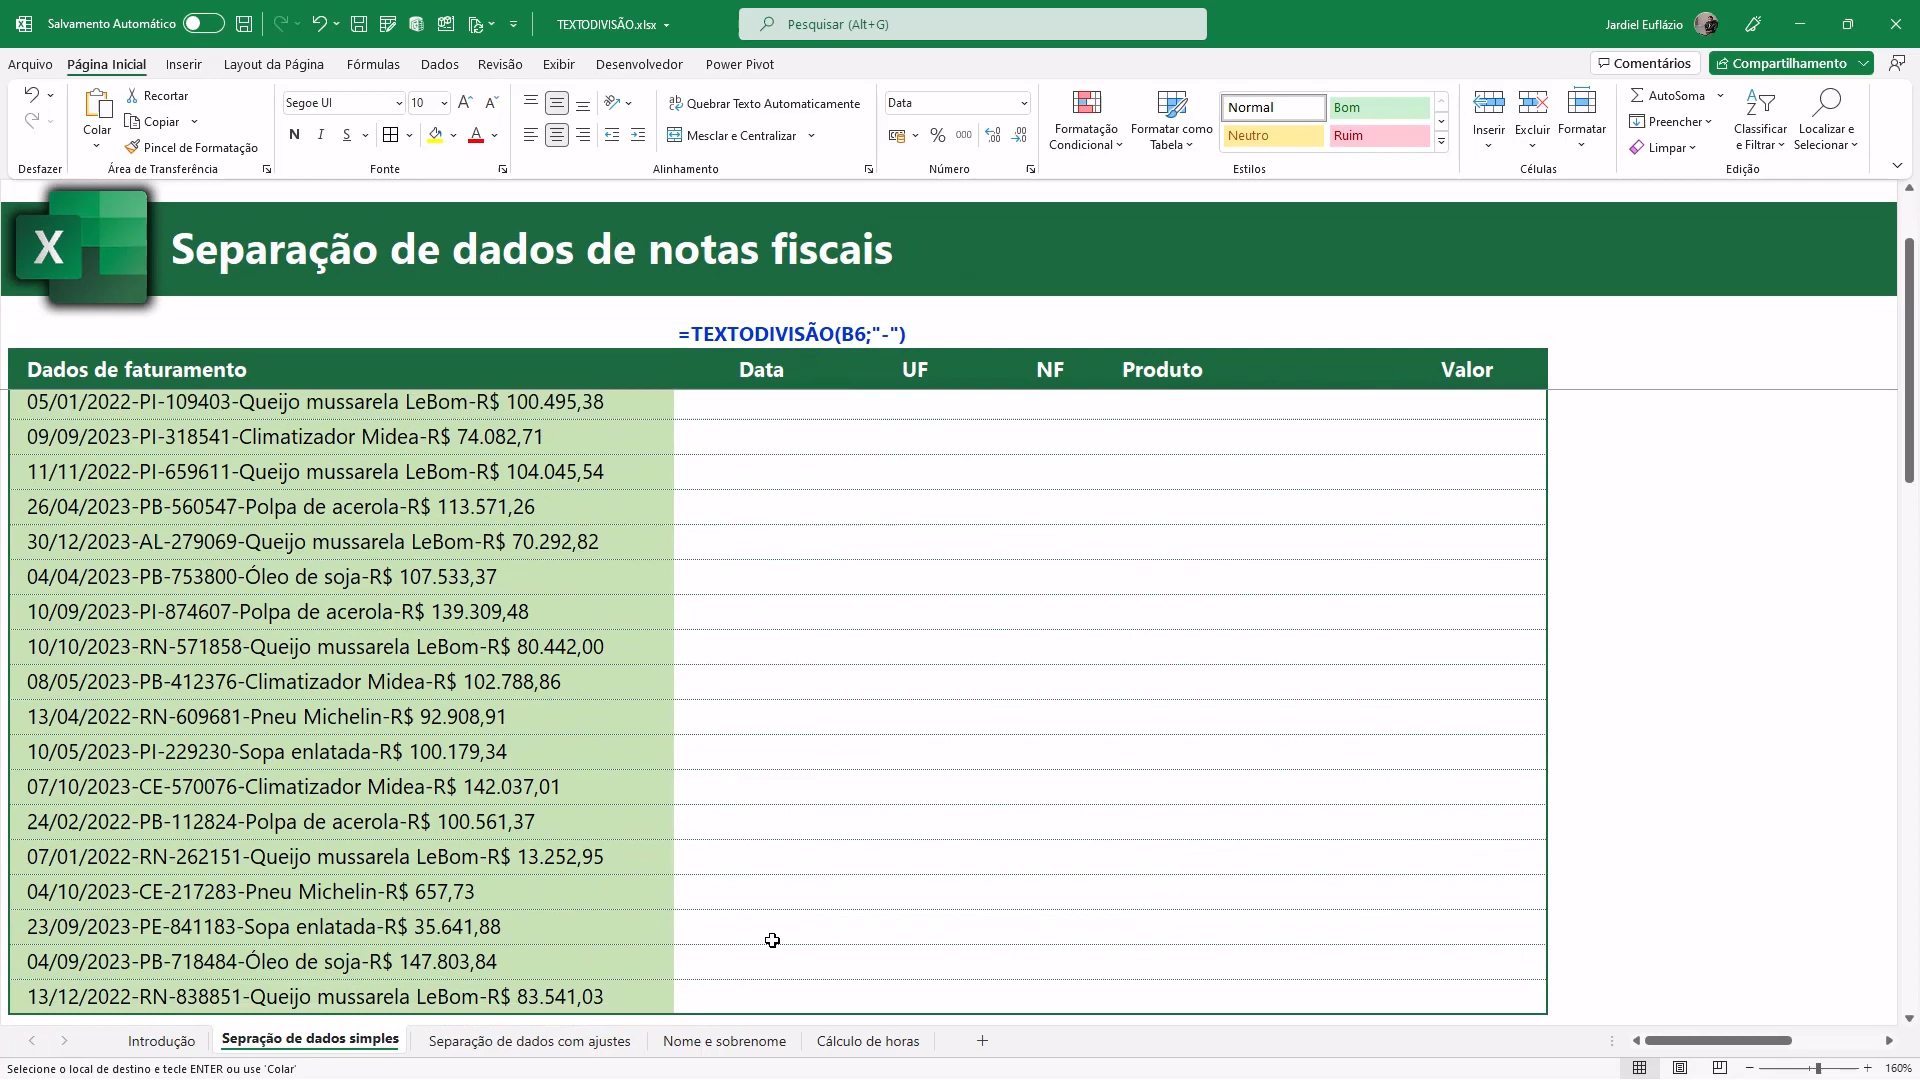 Salvamento Automático
TEXTODIVISÃO.xlsx
Pesquisar (Alt+G)
Jardiel Euflázio
Arquivo
Página Inicial
Inserir
Layout da Página
Fórmulas
Dados
Revisão
Exibir
Desenvolvedor
Power Pivot
Comentários
Compartilhamento
Desfazer
Colar
Recortar
Copiar
Pincel de Formatação
Área de Transferência
Segoe UI
10
N I S
Fonte
Quebrar Texto Automaticamente
Mesclar e Centralizar
Alinhamento
Data
% 000
Número
Formatação Condicional
Formatar como Tabela
Normal
Bom
Neutro
Ruim
Estilos
Inserir
Excluir
Formatar
Células
AutoSoma
Preencher
Limpar
Classificar e Filtrar
Localizar e Selecionar
Edição
X
Separação de dados de notas fiscais
=TEXTODIVISÃO(B6;"-")
Dados de faturamento Data UF NF Produto Valor
05/01/2022-PI-109403-Queijo mussarela LeBom-R$ 100.495,38
09/09/2023-PI-318541-Climatizador Midea-R$ 74.082,71
11/11/2022-PI-659611-Queijo mussarela LeBom-R$ 104.045,54
26/04/2023-PB-560547-Polpa de acerola-R$ 113.571,26
30/12/2023-AL-279069-Queijo mussarela LeBom-R$ 70.292,82
04/04/2023-PB-753800-Óleo de soja-R$ 107.533,37
10/09/2023-PI-874607-Polpa de acerola-R$ 139.309,48
10/10/2023-RN-571858-Queijo mussarela LeBom-R$ 80.442,00
08/05/2023-PB-412376-Climatizador Midea-R$ 102.788,86
13/04/2022-RN-609681-Pneu Michelin-R$ 92.908,91
10/05/2023-PI-229230-Sopa enlatada-R$ 100.179,34
07/10/2023-CE-570076-Climatizador Midea-R$ 142.037,01
24/02/2022-PB-112824-Polpa de acerola-R$ 100.561,37
07/01/2022-RN-262151-Queijo mussarela LeBom-R$ 13.252,95
04/10/2023-CE-217283-Pneu Michelin-R$ 657,73
23/09/2023-PE-841183-Sopa enlatada-R$ 35.641,88
04/09/2023-PB-718484-Óleo de soja-R$ 147.803,84
13/12/2022-RN-838851-Queijo mussarela LeBom-R$ 83.541,03
Introdução
Sepração de dados simples
Separação de dados com ajustes
Nome e sobrenome
Cálculo de horas
Selecione o local de destino e tecle ENTER ou use 'Colar'
160%